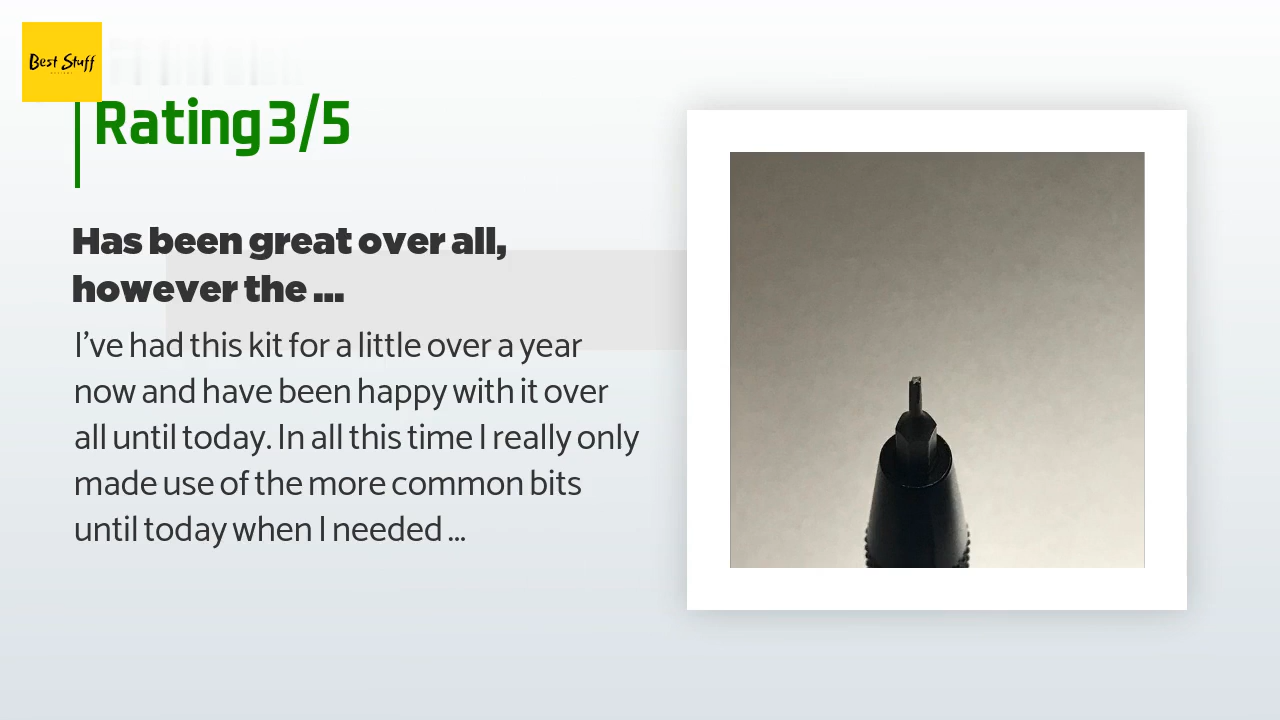 Best Stuff
Rating 3/5
Has been great over all,
however the ...
I've had this kit for a little over a year
now and have been happy with it over
all until today. In all this time I really only
made use of the more common bits
until today when I needed ...